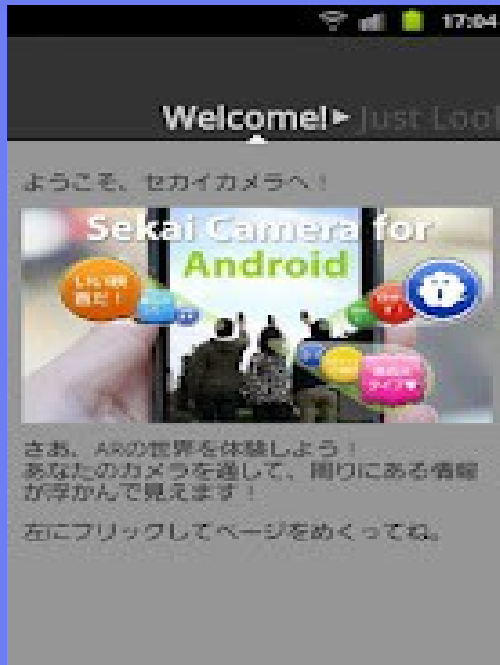 17:04
Welcome! Just Loo
ようこそ、セカイカメラへ！
Sekai Camera for
Android
さあ、ARの世界を体験しよう！
あなたのカメラを通して、周りにある情報
が浮かんで見えます！
左にフリックしてページをめくってね。